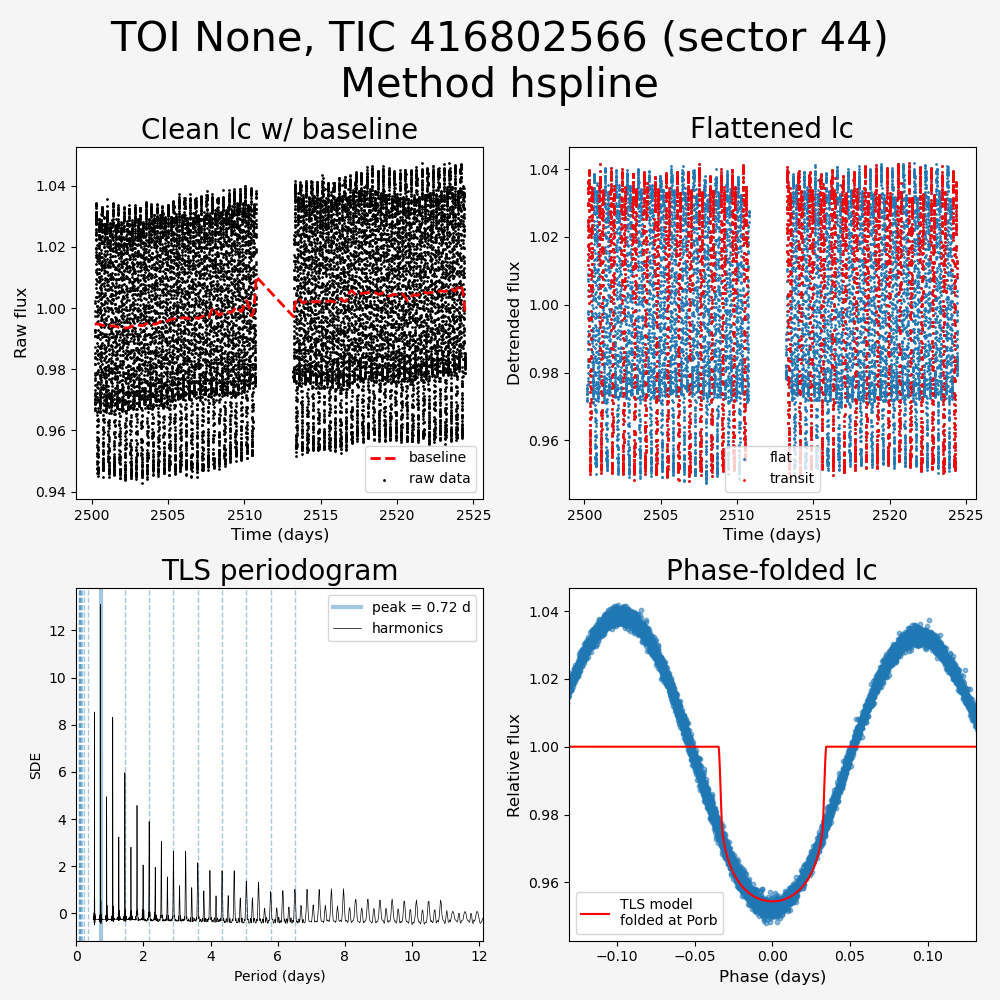 TOI None, TIC 416802566 (sector 44)
Method hspline
Clean lc w/ baseline
Flattened lc
1.04
1.02
1.00
0.98
0.96
0.94
Raw flux
baseline
raw data
2500
2505
2510
2515
2520
2525
Time (days)
1.04
1.02
1.00
0.98
0.96
Detrended flux
flat
transit
2500
2505
2510
2515
2520
2525
Time (days)
TLS periodogram
Phase-folded lc
12
10
8
6
4
2
0
SDE
peak = 0.72 d
harmonics
0
2
4
6
8
10
12
Period (days)
1.04
1.02
1.00
0.98
0.96
Relative flux
TLS model
folded at Porb
−0.10
−0.05
0.00
0.05
0.10
Phase (days)